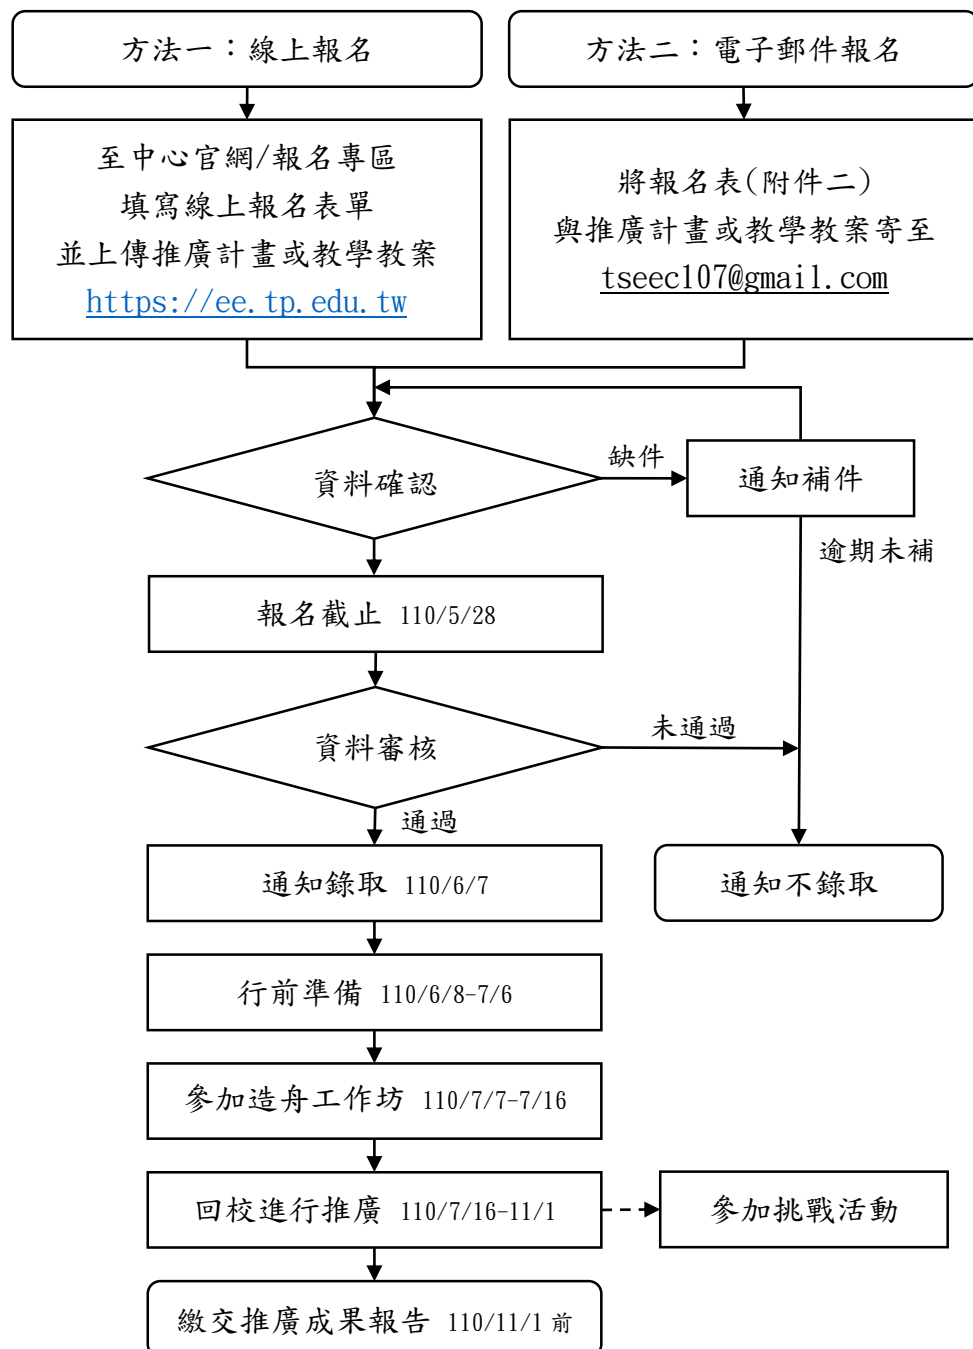 方法一：線上報名
方法二：電子郵件報名
至中心官網/報名專區
填寫線上報名表單
並上傳推廣計畫或教學教案
https://ee.tp.edu.tw
將報名表(附件二)
與推廣計畫或教學教案寄至
tseec107@gmail.com
資料確認
缺件
通知補件
逾期未補
報名截止 110/5/28
資料審核
未通過
通過
通知錄取 110/6/7
通知不錄取
行前準備 110/6/8-7/6
參加造舟工作坊 110/7/7-7/16
回校進行推廣 110/7/16-11/1
參加挑戰活動
繳交推廣成果報告 110/11/1 前